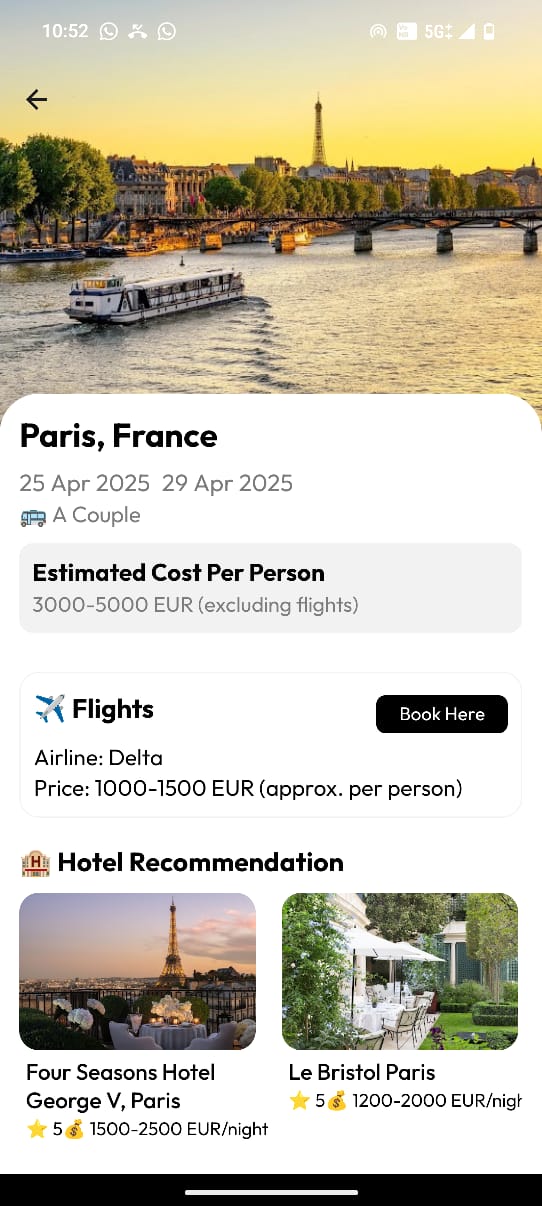 10:52
5G
Paris, France
25 Apr 2025 29 Apr 2025
A Couple
Estimated Cost Per Person
3000-5000 EUR (excluding flights)
Flights
Book Here
Airline: Delta
Price: 1000-1500 EUR (approx. per person)
H Hotel Recommendation
Four Seasons Hotel
George V, Paris
⭐ 5💰 1500-2500 EUR/night
Le Bristol Paris
⭐ 5💰 1200-2000 EUR/nigh